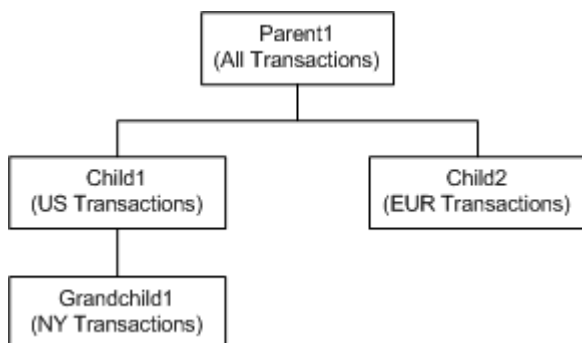 Parent1
(All Transactions)
Child1
(US Transactions)
Child2
(EUR Transactions)
Grandchild1
(NY Transactions)